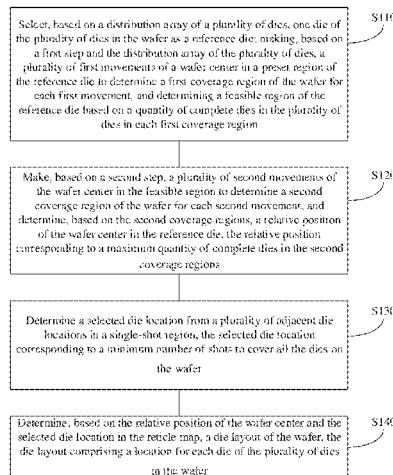 S110
Select, based on a distribution array of a plurality of dies, one die of
the plurality of dies in the wafer as a reference die; making, based on
a first step and the distribution array of the plurality of dies, a
plurality of first movements of a wafer center in a preset region of
the reference die to determine a first coverage region of the wafer for
each first movement, and determining a feasible region of the
reference die based on a quantity of complete dies in the plurality of
dies in each first coverage region
S120
Make, based on a second step, a plurality of second movements of
the wafer center in the feasible region to determine a second
coverage region of the wafer for each second movement, and
determine, based on the second coverage regions, a relative position
of the wafer center in the reference die, the relative position
corresponding to a maximum quantity of complete dies in the second
coverage regions
S130
Determine a selected die location from a plurality of adjacent die
locations in a single-shot region, the selected die location
corresponding to a minimum number of shots to cover all the dies on
the wafer
S140
Determine, based on the relative position of the wafer center and the
selected die location in the reticle map, a die layout of the wafer, the
die layout comprising a location for each die of the plurality of dies
in the wafer